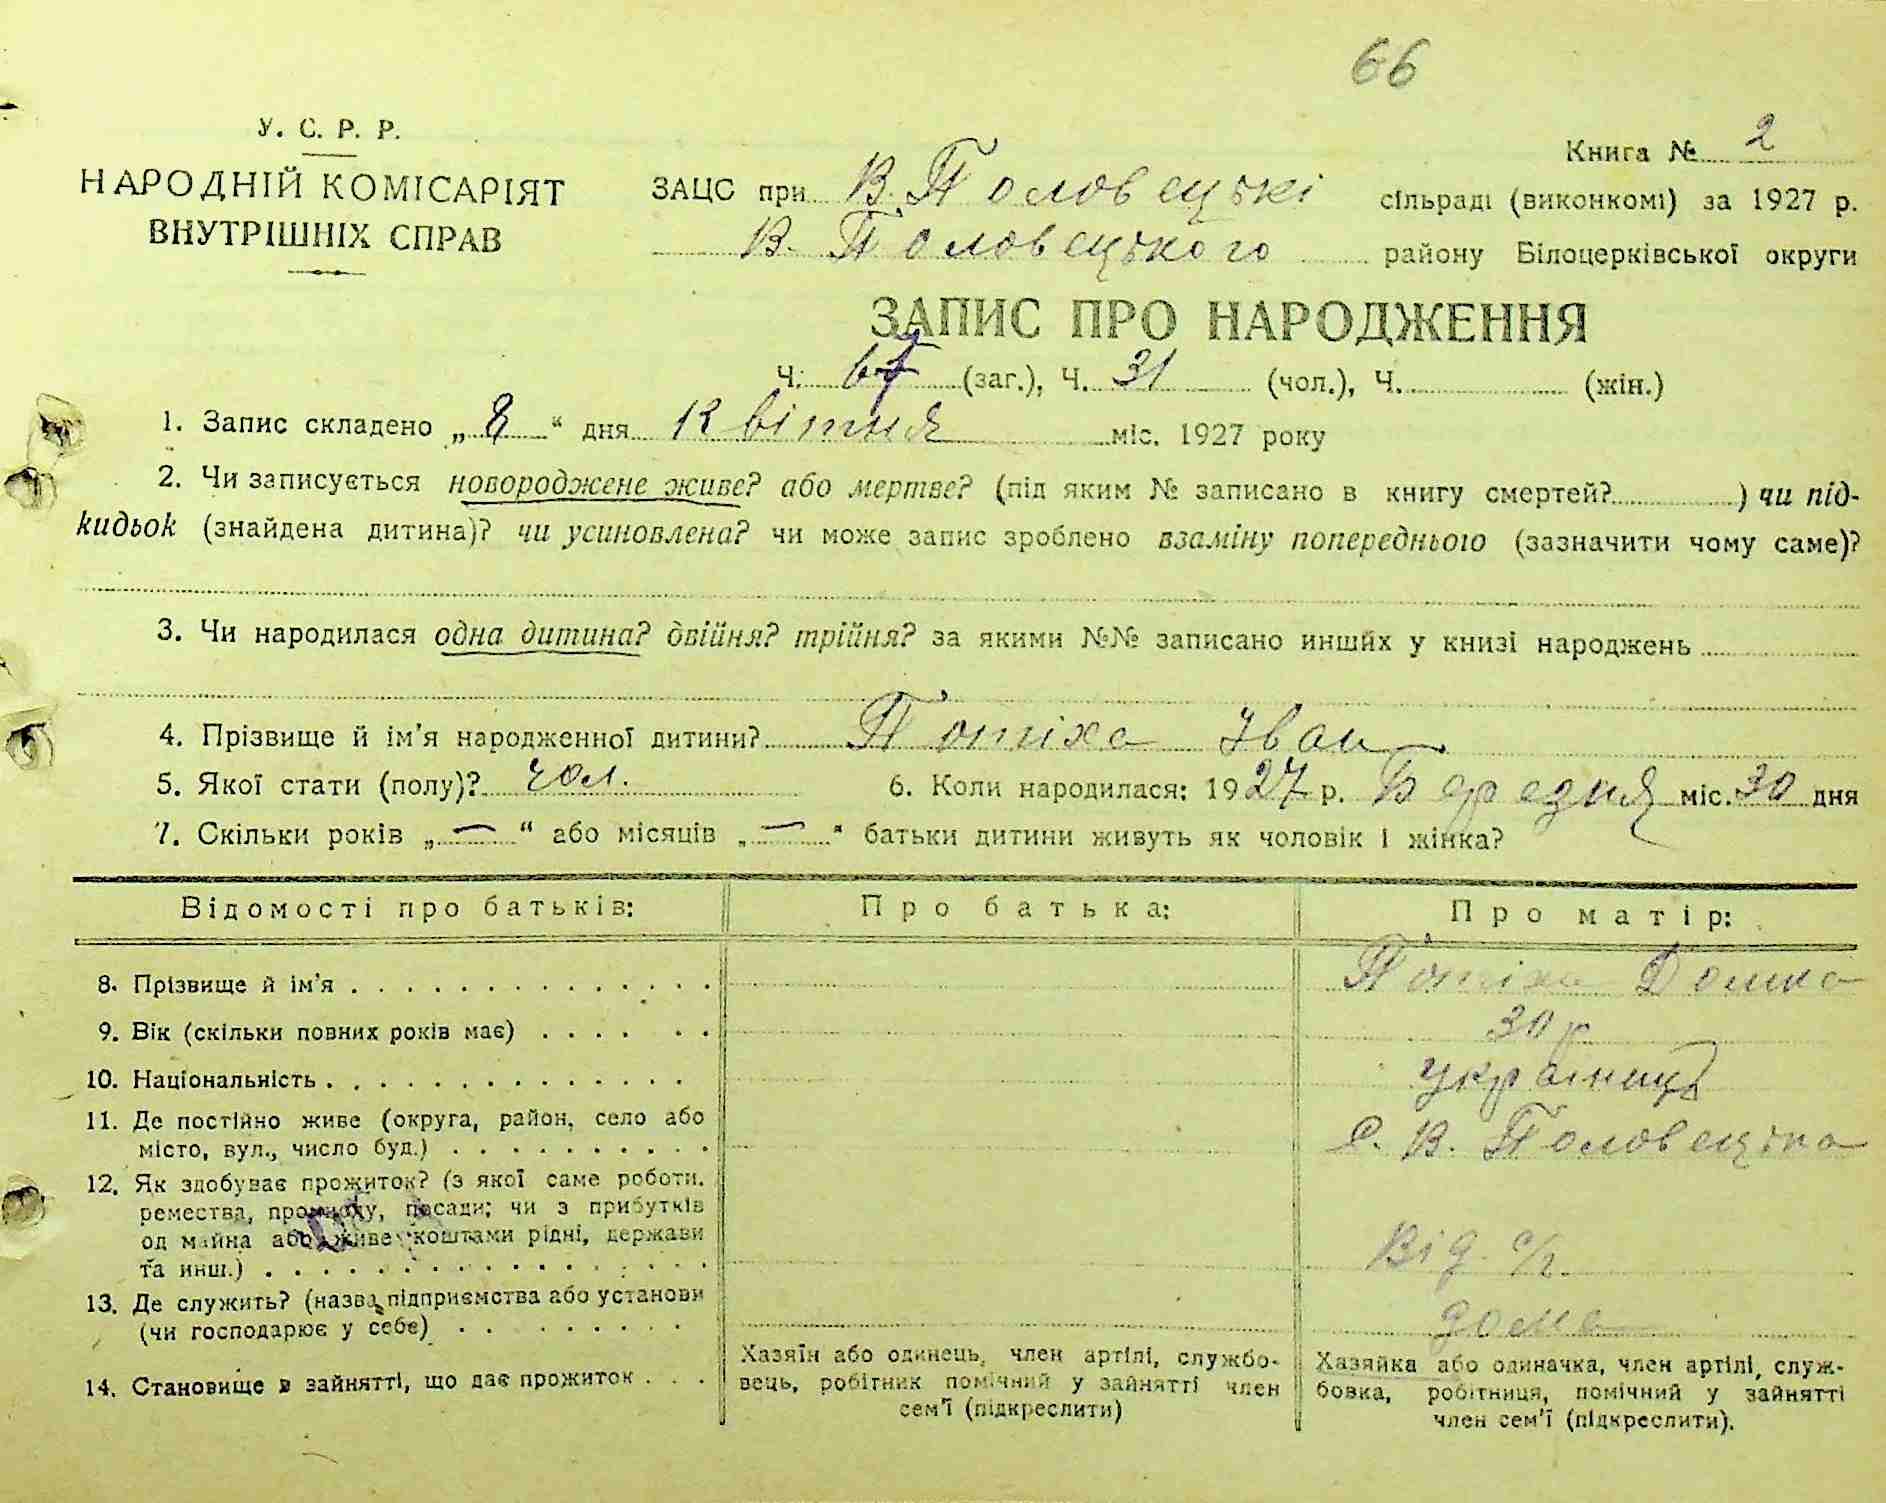 66
У. С. Р. Р.
НАРОДНІЙ КОМІСАРІЯТ
ВНУТРІШНІХ СПРАВ
Книга № 2
ЗАЦС при В. Половецькі сільраді (виконкомі) за 1927 р.
В. Половецького району Білоцерківської округи
ЗАПИС ПРО НАРОДЖЕННЯ
Ч. 67 (заг.), Ч. 31 (чол.), Ч. (жін.)
1. Запис складено „8“ дня Квітня міс. 1927 року
2. Чи записується новороджене живе? або мертве? (під яким № записано в книгу смертей? ) чи під-
кидьок (знайдена дитина)? чи усиновлена? чи може запис зроблено взаміну попереднього (зазначити чому саме)?
3. Чи народилася одна дитина? двійня? трійня? за якими №№ записано инших у книзі народжень
4. Прізвище й ім'я народженної дитини? Потіха Іван
5. Якої стати (полу)? чол. 6. Коли народилася: 1927 р. Березня міс. 30 дня
7. Скільки років „—“ або місяців „—“ батьки дитини живуть як чоловік і жінка?
Відомості про батьків: Про батька: Про матір:
8. Прізвище й ім'я Потіха Домка
9. Вік (скільки повних років має) 30 р
10. Національність
11. Де постійно живе (округа, район, село або
місто, вул., число буд.) с. В. Половецька
12. Як здобуває прожиток? (з якої саме роботи,
ремества, промислу, посади; чи з прибутків
од майна або живе коштами рідні, держави
та инш.) Від с/г.
13. Де служить? (назва підприємства або установи
(чи господарює у себе) дома
14. Становище в зайнятті, що дає прожиток
Хазяїн або одинець, член артілі, службо-
вець, робітник помічний у зайнятті член
сем'ї (підкреслити)
Хазяйка або одиначка, член артілі, служ-
бовка, робітниця, помічний у зайнятті
член сем'ї (підкреслити).